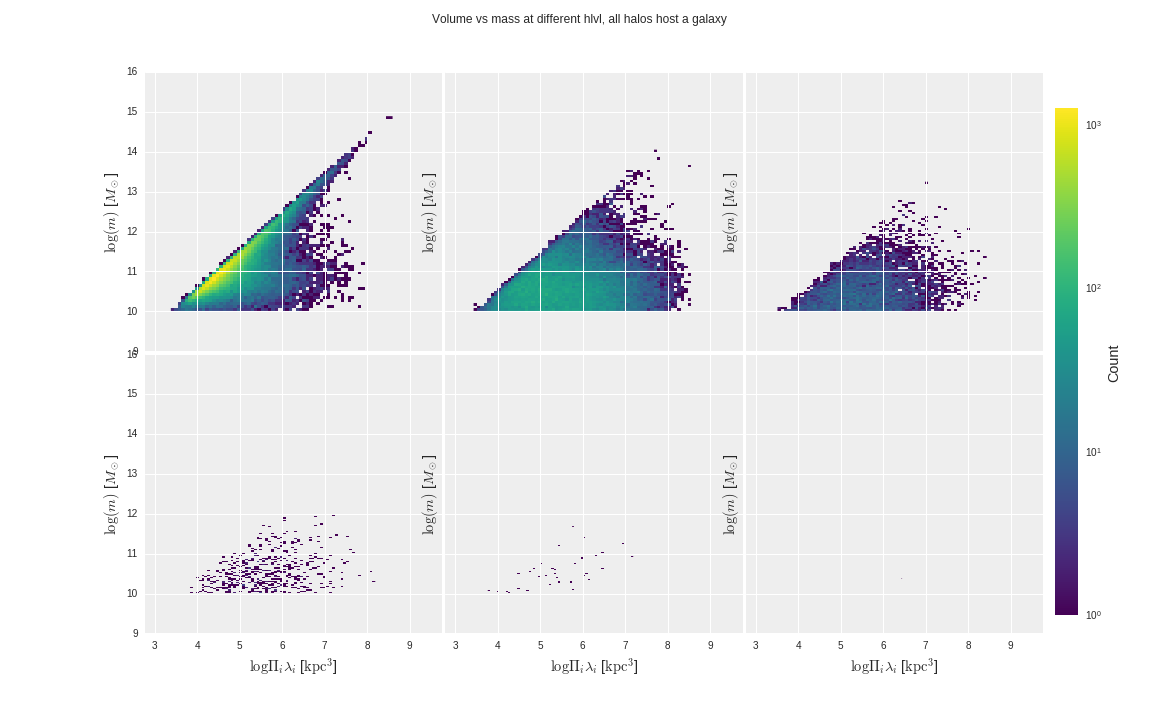 Volume vs mass at different hlvl, all halos host a galaxy
16
15
14
13
12
11
10
9
log(m) [M⊙]
log(m) [M⊙]
log(m) [M⊙]
16
15
14
13
12
11
10
9
log(m) [M⊙]
log(m) [M⊙]
log(m) [M⊙]
3 4 5 6 7 8 9
3 4 5 6 7 8 9
3 4 5 6 7 8 9
logΠᵢλᵢ [kpc³]
logΠᵢλᵢ [kpc³]
logΠᵢλᵢ [kpc³]
10³
10²
10¹
10⁰
Count